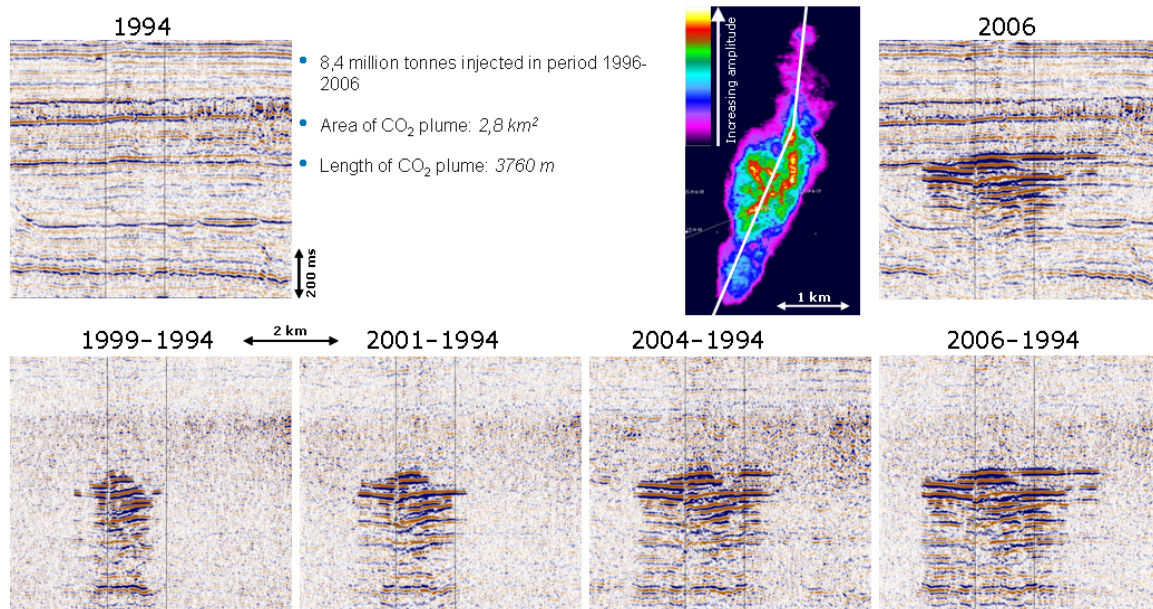 1994
• 8,4 million tonnes injected in period 1996-
2006
• Area of CO₂ plume: 2,8 km²
• Length of CO₂ plume: 3760 m
Increasing amplitude
1 km
2006
200 ms
1999-1994
2 km
2001-1994
2004-1994
2006-1994